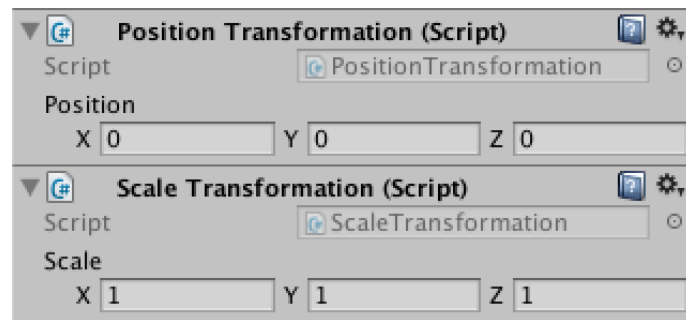 Position Transformation (Script)
Script PositionTransformation
Position
X 0 Y 0 Z 0
Scale Transformation (Script)
Script ScaleTransformation
Scale
X 1 Y 1 Z 1